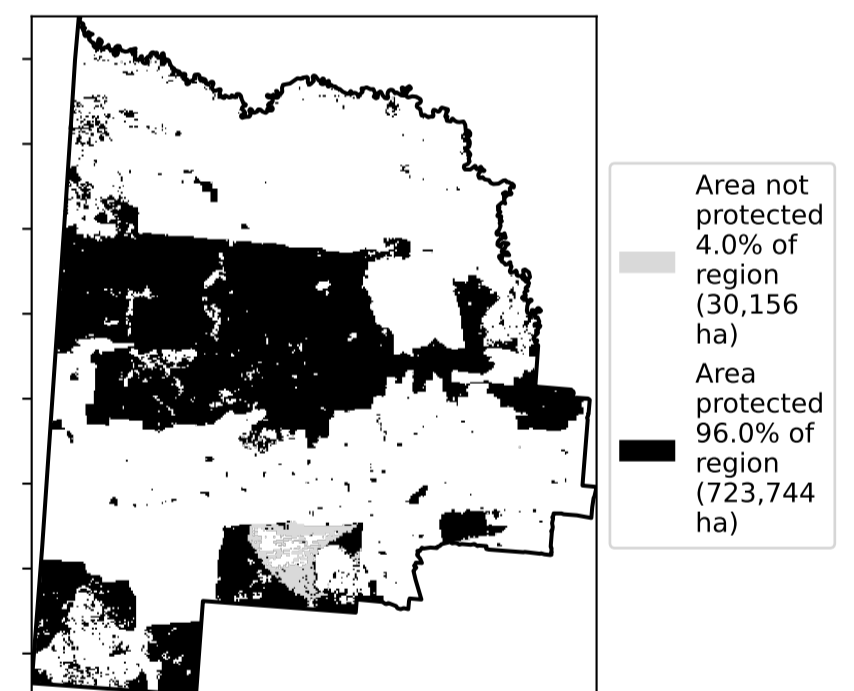 Area not
protected
4.0% of
region
(30,156
ha)
Area
protected
96.0% of
region
(723,744
ha)